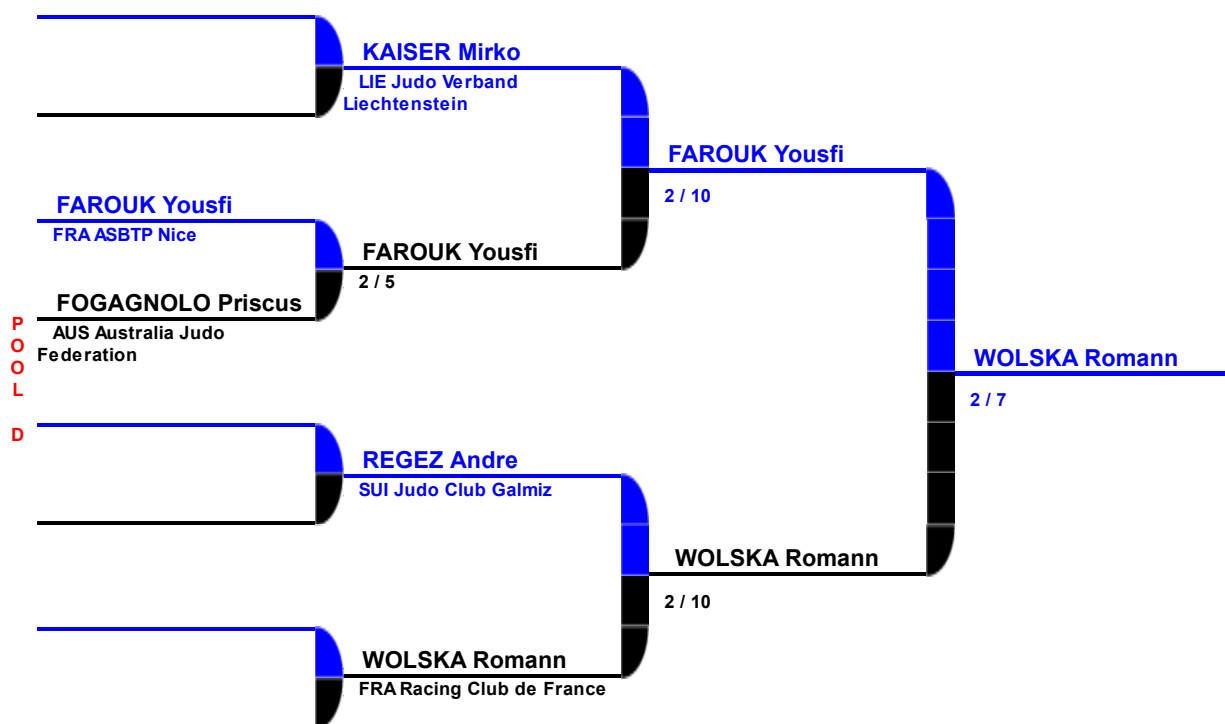 KAISER Mirko
LIE Judo Verband
Liechtenstein
FAROUK Yousfi
2 / 10
FAROUK Yousfi
FRA ASBTP Nice
FAROUK Yousfi
2 / 5
FOGAGNOLO Priscus
AUS Australia Judo
Federation
POOL D
WOLSKA Romann
2 / 7
REGEZ Andre
SUI Judo Club Galmiz
WOLSKA Romann
2 / 10
WOLSKA Romann
FRA Racing Club de France